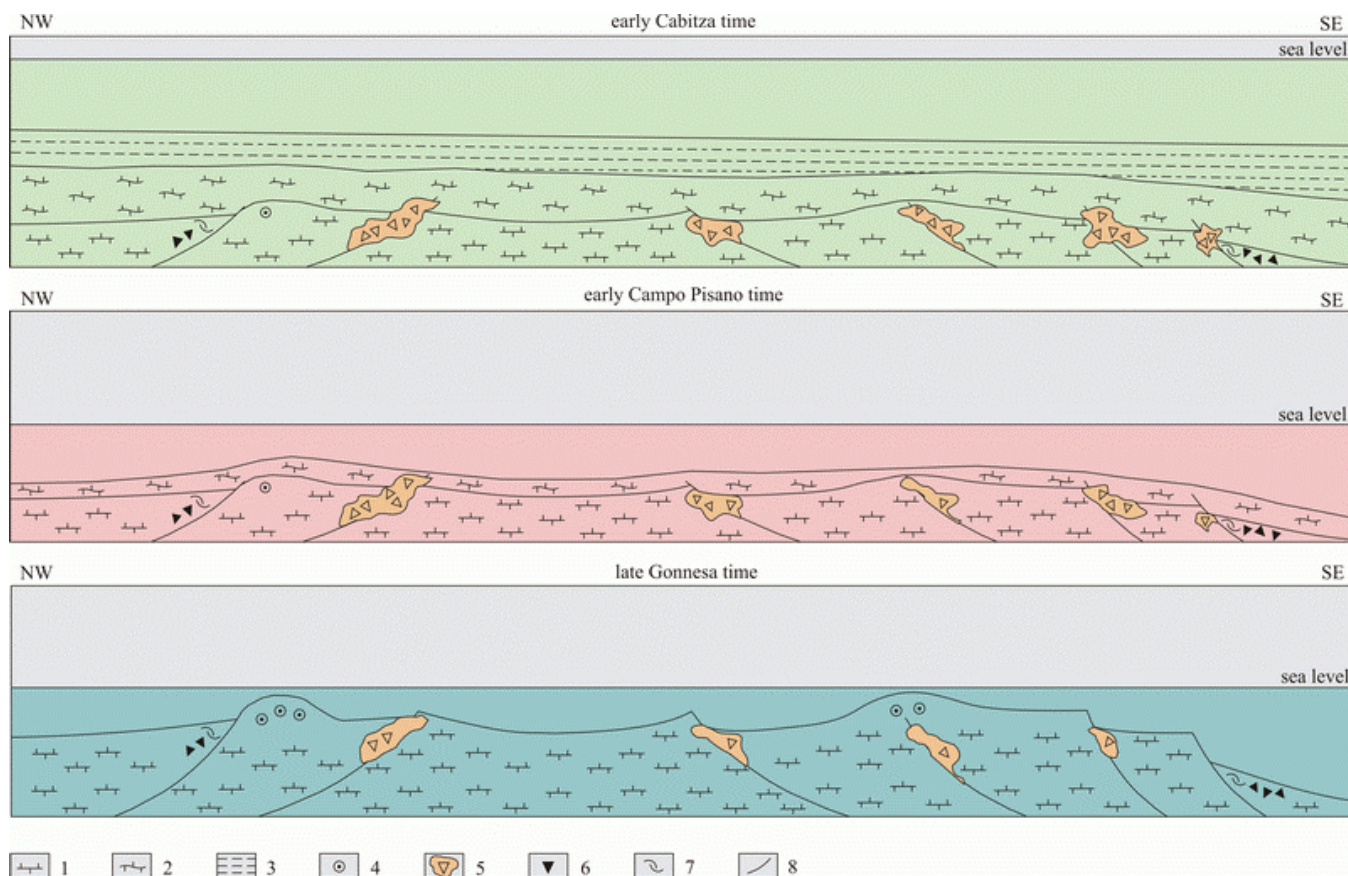 NW early Cabitza time SE
sea level
NW early Campo Pisano time SE
sea level
NW late Gonnesa time SE
sea level
1 2 3 4 5 6 7 8